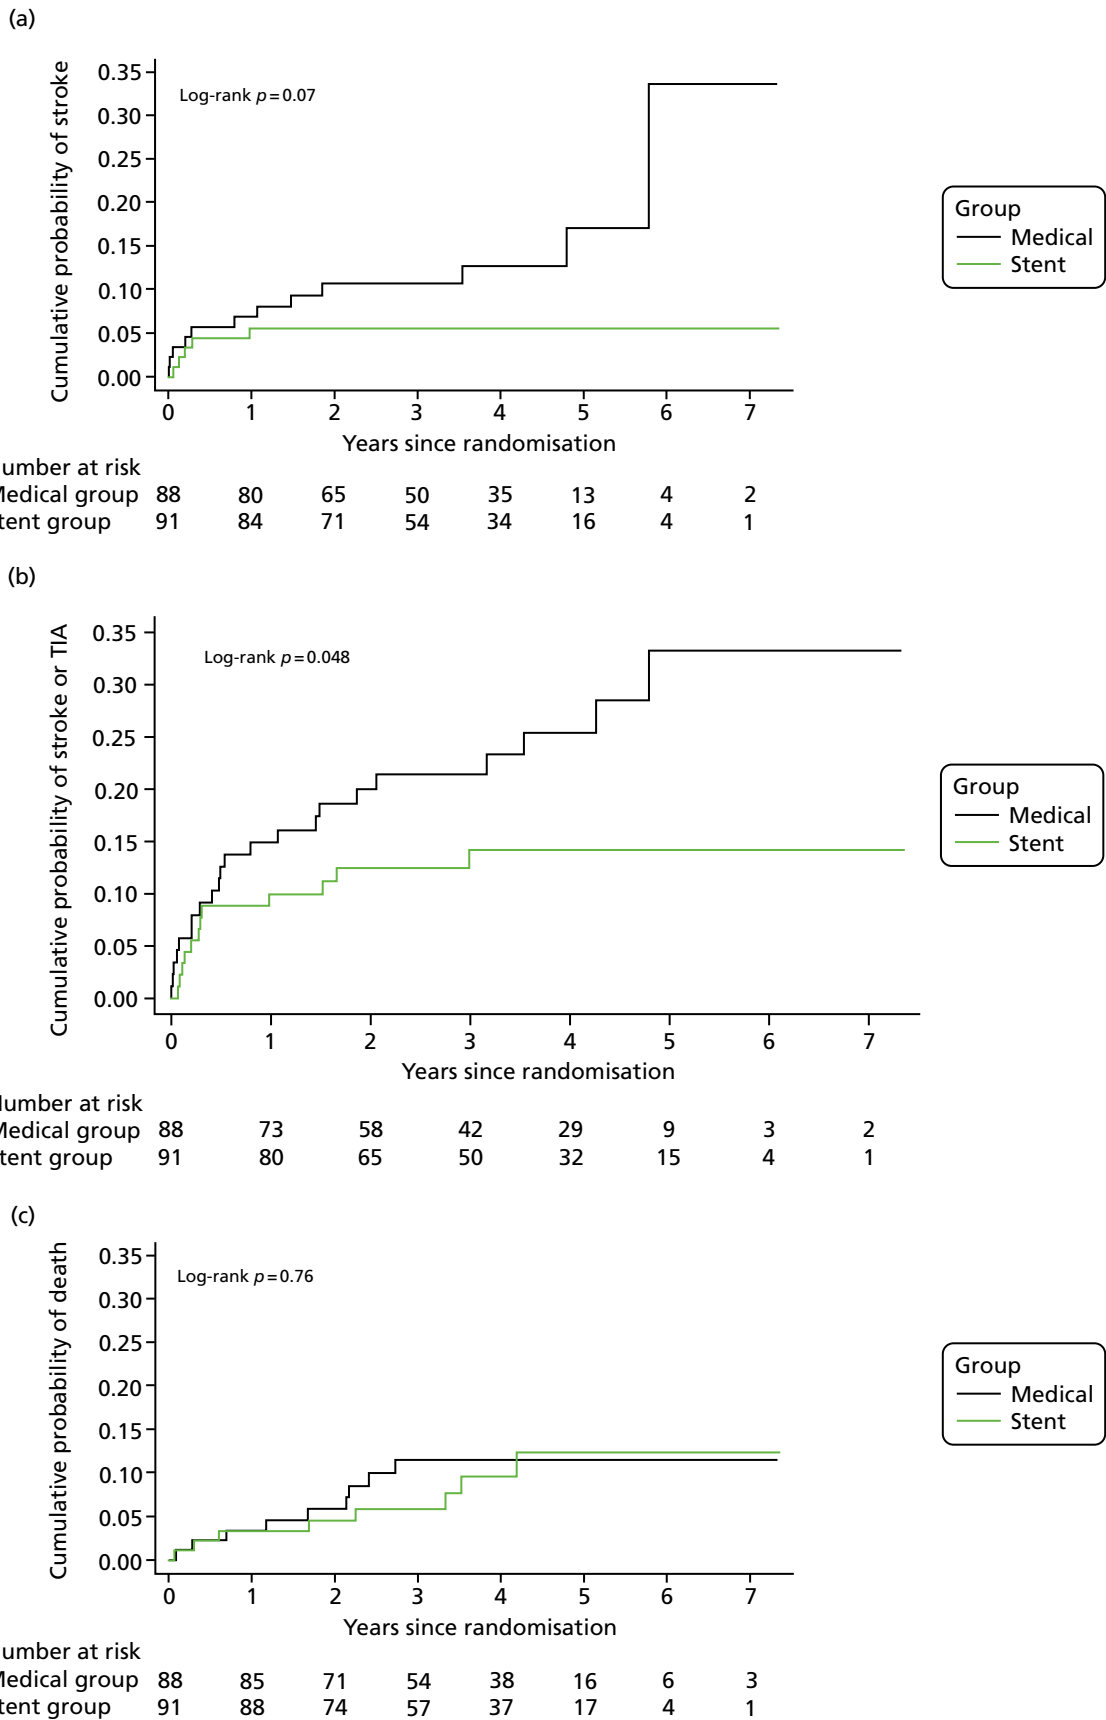 (a)
Cumulative probability of stroke
0.35
0.30
0.25
0.20
0.15
0.10
0.05
0.00
Log-rank p=0.07
0 1 2 3 4 5 6 7
Years since randomisation
Group
Medical
Stent
umber at risk
Medical group 88 80 65 50 35 13 4 2
tent group 91 84 71 54 34 16 4 1
(b)
Cumulative probability of stroke or TIA
0.35
0.30
0.25
0.20
0.15
0.10
0.05
0.00
Log-rank p=0.048
0 1 2 3 4 5 6 7
Years since randomisation
Group
Medical
Stent
Number at risk
Medical group 88 73 58 42 29 9 3 2
tent group 91 80 65 50 32 15 4 1
(c)
Cumulative probability of death
0.35
0.30
0.25
0.20
0.15
0.10
0.05
0.00
Log-rank p=0.76
0 1 2 3 4 5 6 7
Years since randomisation
Group
Medical
Stent
umber at risk
Medical group 88 85 71 54 38 16 6 3
tent group 91 88 74 57 37 17 4 1